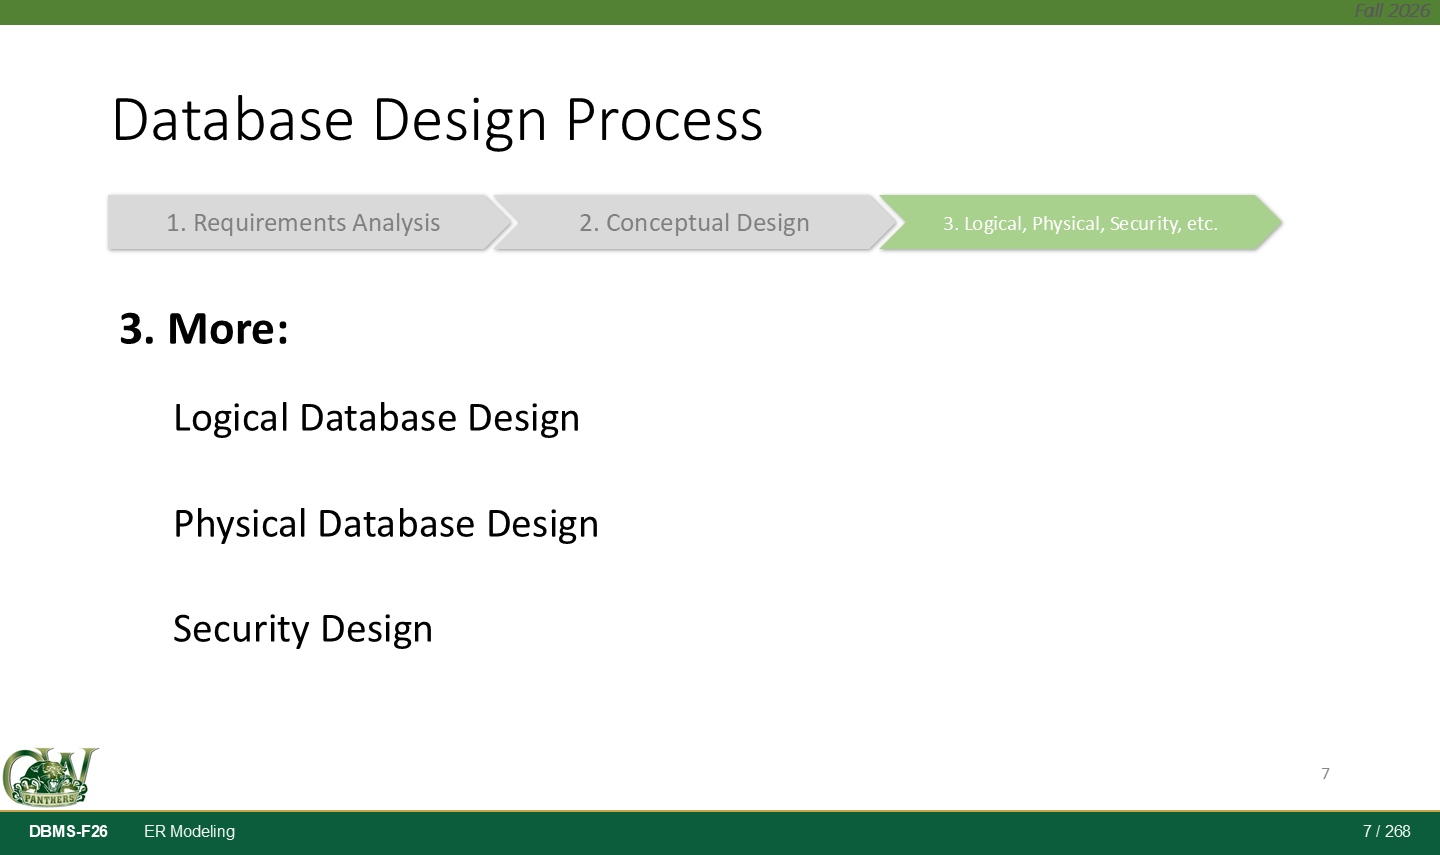 Fall 2026
Database Design Process
1. Requirements Analysis
2. Conceptual Design
3. Logical, Physical, Security, etc.
3. More:
Logical Database Design
Physical Database Design
Security Design
OW
PANTHERS
7
DBMS-F26 ER Modeling 7 / 268